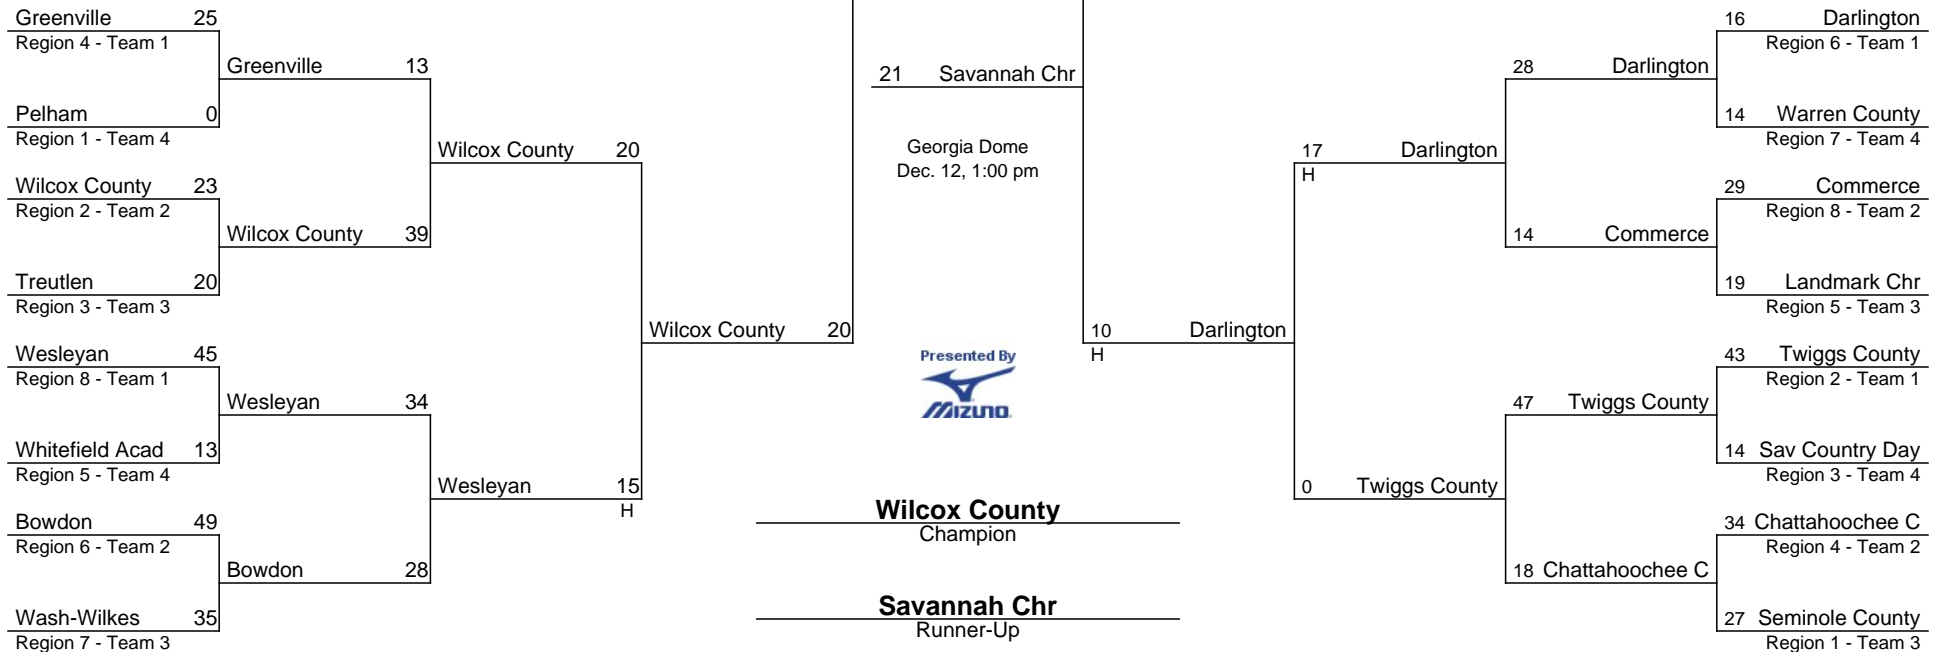 Greenville 25
Region 4 - Team 1
Greenville 13
Pelham 0
Region 1 - Team 4
Wilcox County 20
Wilcox County 23
Region 2 - Team 2
Wilcox County 39
Treutlen 20
Region 3 - Team 3
Wilcox County 20
Wesleyan 45
Region 8 - Team 1
Wesleyan 34
Whitefield Acad 13
Region 5 - Team 4
Wesleyan 15
H
Bowdon 49
Region 6 - Team 2
Bowdon 28
Wash-Wilkes 35
Region 7 - Team 3
21 Savannah Chr
Georgia Dome
Dec. 12, 1:00 pm
Presented By
MIZUNO
Wilcox County
Champion
Savannah Chr
Runner-Up
16 Darlington
Region 6 - Team 1
28 Darlington
14 Warren County
Region 7 - Team 4
17 Darlington
H
29 Commerce
Region 8 - Team 2
14 Commerce
19 Landmark Chr
Region 5 - Team 3
10 Darlington
H
43 Twiggs County
Region 2 - Team 1
47 Twiggs County
14 Sav Country Day
Region 3 - Team 4
0 Twiggs County
34 Chattahoochee C
Region 4 - Team 2
18 Chattahoochee C
27 Seminole County
Region 1 - Team 3